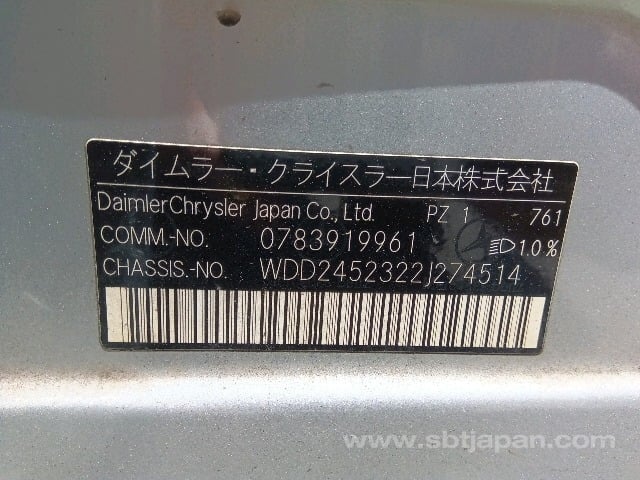 ダイムラー・クライスラー日本株式会社
DaimlerChrysler Japan Co., Ltd. PZ 1 761
COMM.-NO. 0783919961 1.0%
CHASSIS.-NO. WDD2452322J274514
www.sbtjapan.com